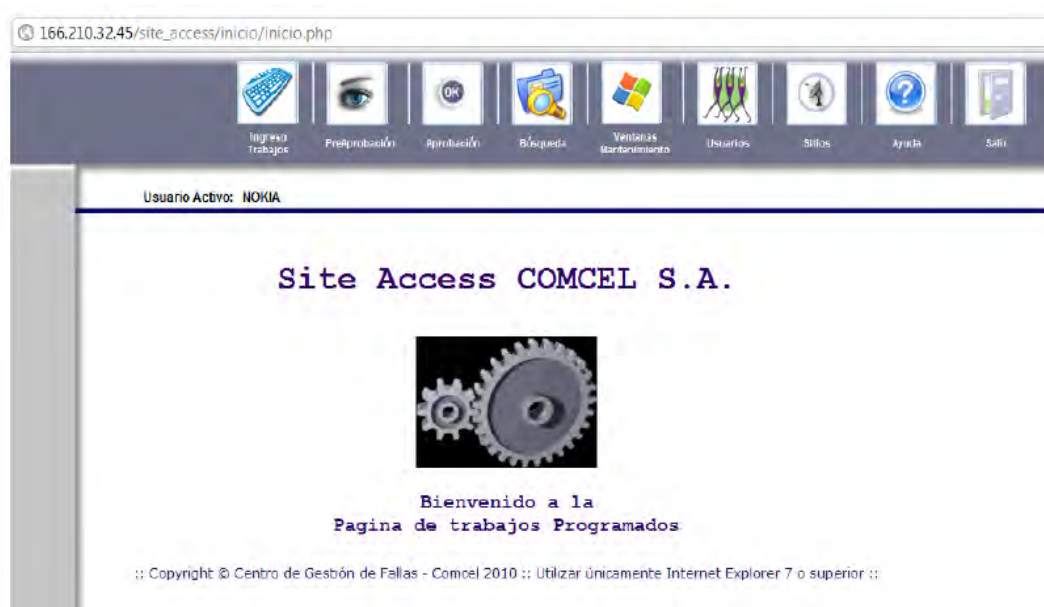 166.210.32.45/site_access/inicio/inicio.php
OK
Ingreso Trabajos
PreAprobación
Aprobación
Búsqueda
Ventanas Mantenimiento
Usuarios
Sitios
Ayuda
Salir
Usuario Activo: NOKIA
Site Access COMCEL S.A.
Bienvenido a la
Pagina de trabajos Programados
:: Copyright © Centro de Gestión de Fallas - Comcel 2010 :: Utilizar únicamente Internet Explorer 7 o superior ::